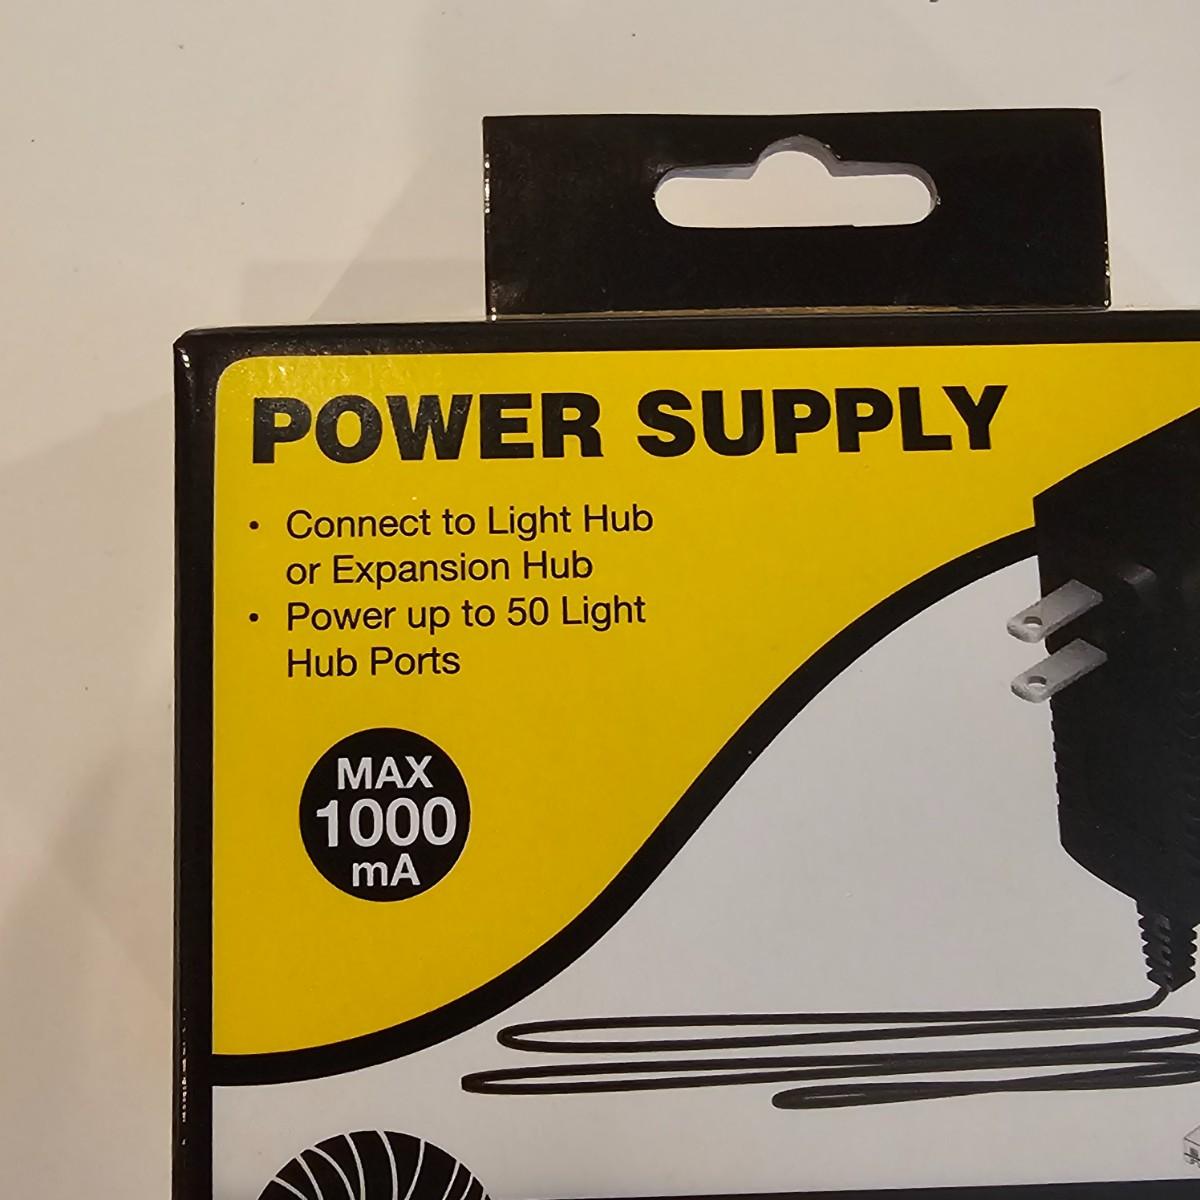 POWER SUPPLY
• Connect to Light Hub
or Expansion Hub
• Power up to 50 Light
Hub Ports
MAX
1000
mA